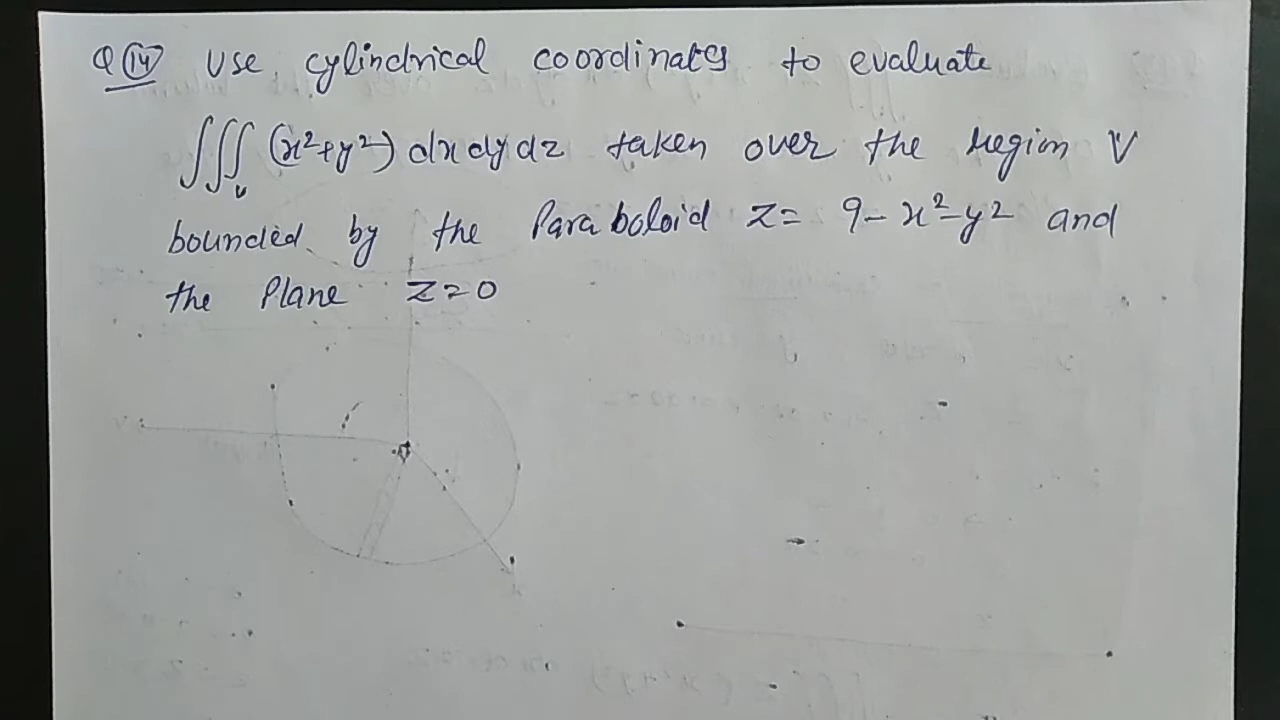 Q(14) Use cylindrical coordinates to evaluate
∭_V (x²+y²) dx dy dz taken over the region V
bounded by the Paraboloid z = 9 - x² - y² and
the Plane z = 0